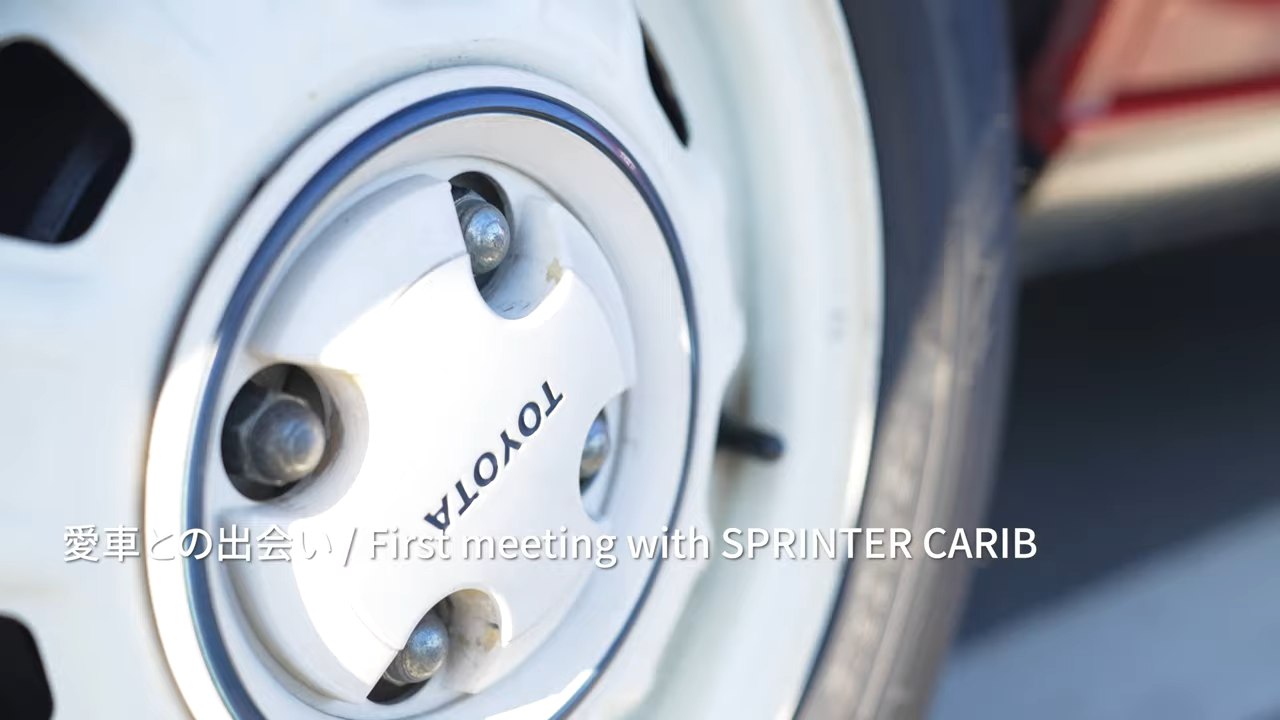 TOYOTA
愛車との出会い / First meeting with SPRINTER CARIB